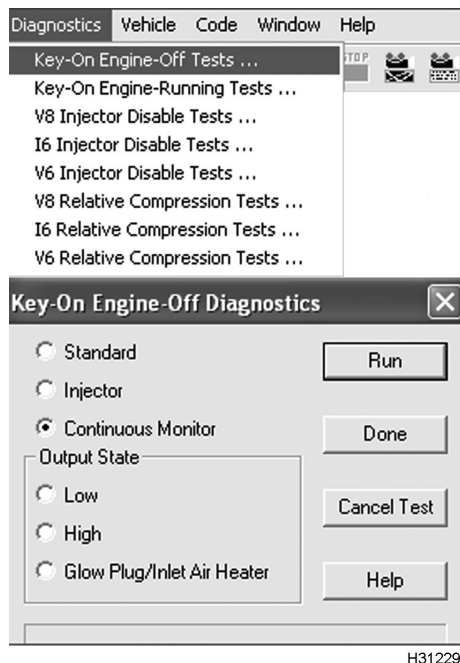 Diagnostics Vehicle Code Window Help
Key-On Engine-Off Tests ...
STOP
Key-On Engine-Running Tests ...
V8 Injector Disable Tests ...
I6 Injector Disable Tests ...
V6 Injector Disable Tests ...
V8 Relative Compression Tests ...
I6 Relative Compression Tests ...
V6 Relative Compression Tests ...
Key-On Engine-Off Diagnostics
Standard
Run
Injector
Continuous Monitor
Done
Output State
Low
Cancel Test
High
Glow Plug/Inlet Air Heater
Help
H31229